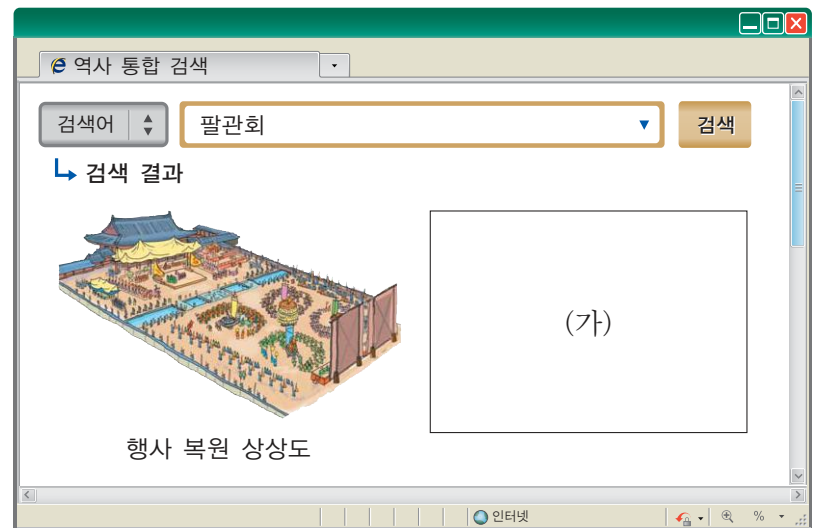 역사 통합 검색
검색어 팔관회 검색
검색 결과
(가)
행사 복원 상상도
인터넷 %